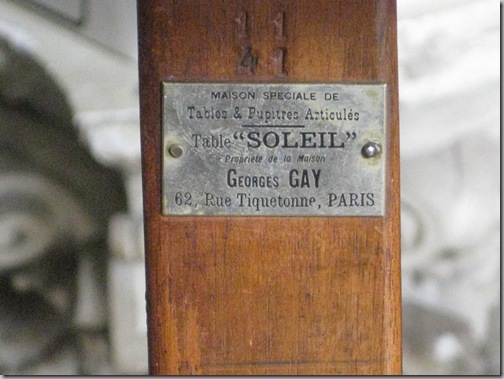 11
41
MAISON SPECIALE DE
Tables & Pupitres Articulés
Table "SOLEIL"
Propriété de la Maison
GEORGES GAY
62, Rue Tiquetonne, PARIS